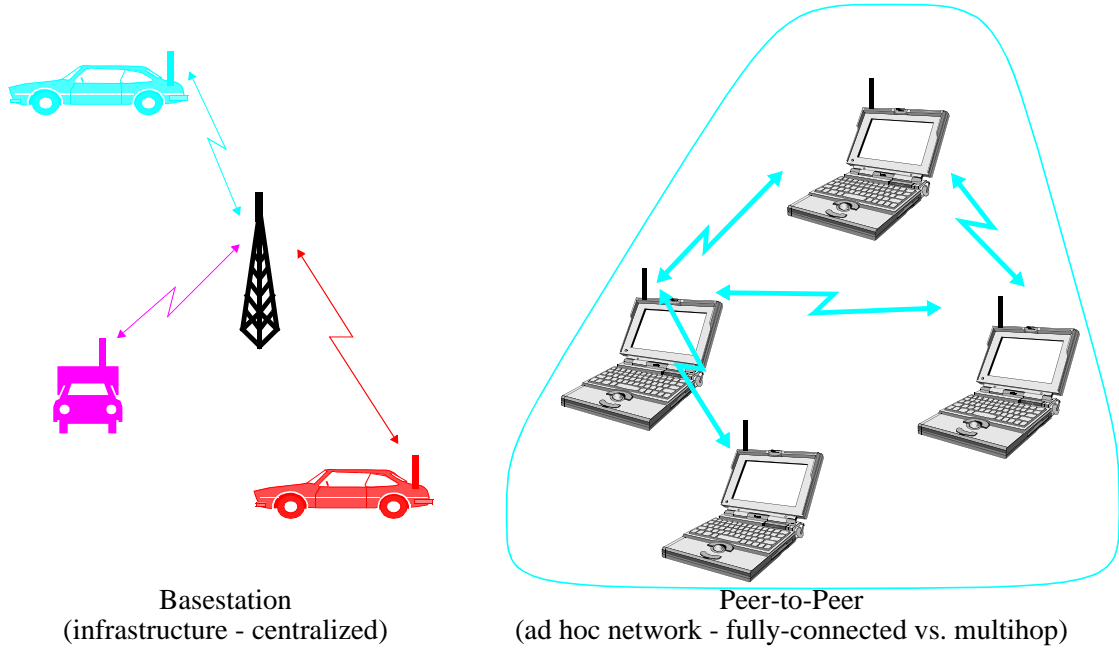 Basestation
(infrastructure - centralized)
Peer-to-Peer
(ad hoc network - fully-connected vs. multihop)